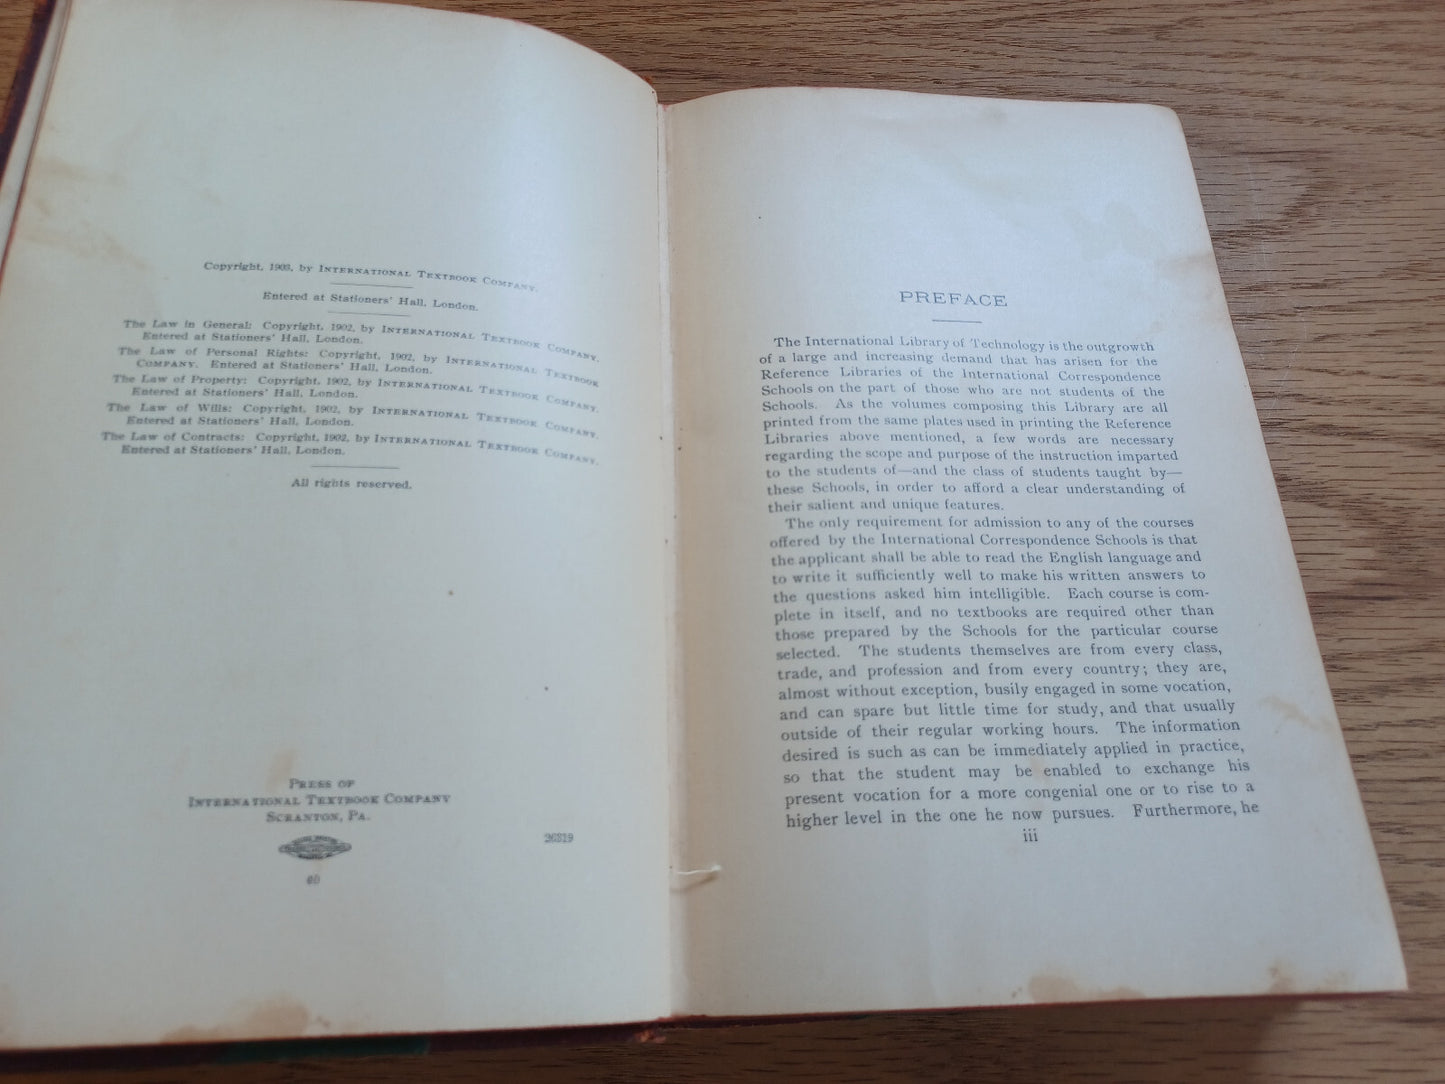 Copyright, 1903, by INTERNATIONAL TEXTBOOK COMPANY.
Entered at Stationers' Hall, London.
The Law in General: Copyright, 1902, by INTERNATIONAL TEXTBOOK COMPANY.
Entered at Stationers' Hall, London.
The Law of Personal Rights: Copyright, 1902, by INTERNATIONAL TEXTBOOK
COMPANY. Entered at Stationers' Hall, London.
The Law of Property: Copyright, 1902, by INTERNATIONAL TEXTBOOK COMPANY.
Entered at Stationers' Hall, London.
The Law of Wills: Copyright, 1902, by INTERNATIONAL TEXTBOOK COMPANY.
Entered at Stationers' Hall, London.
The Law of Contracts: Copyright, 1902, by INTERNATIONAL TEXTBOOK COMPANY.
Entered at Stationers' Hall, London.
All rights reserved.
PRESS OF
INTERNATIONAL TEXTBOOK COMPANY
SCRANTON, PA.
26319
60
PREFACE
The International Library of Technology is the outgrowth
of a large and increasing demand that has arisen for the
Reference Libraries of the International Correspondence
Schools on the part of those who are not students of the
Schools. As the volumes composing this Library are all
printed from the same plates used in printing the Reference
Libraries above mentioned, a few words are necessary
regarding the scope and purpose of the instruction imparted
to the students of—and the class of students taught by—
these Schools, in order to afford a clear understanding of
their salient and unique features.
The only requirement for admission to any of the courses
offered by the International Correspondence Schools is that
the applicant shall be able to read the English language and
to write it sufficiently well to make his written answers to
the questions asked him intelligible. Each course is com-
plete in itself, and no textbooks are required other than
those prepared by the Schools for the particular course
selected. The students themselves are from every class,
trade, and profession and from every country; they are,
almost without exception, busily engaged in some vocation,
and can spare but little time for study, and that usually
outside of their regular working hours. The information
desired is such as can be immediately applied in practice,
so that the student may be enabled to exchange his
present vocation for a more congenial one or to rise to a
higher level in the one he now pursues. Furthermore, he
iii